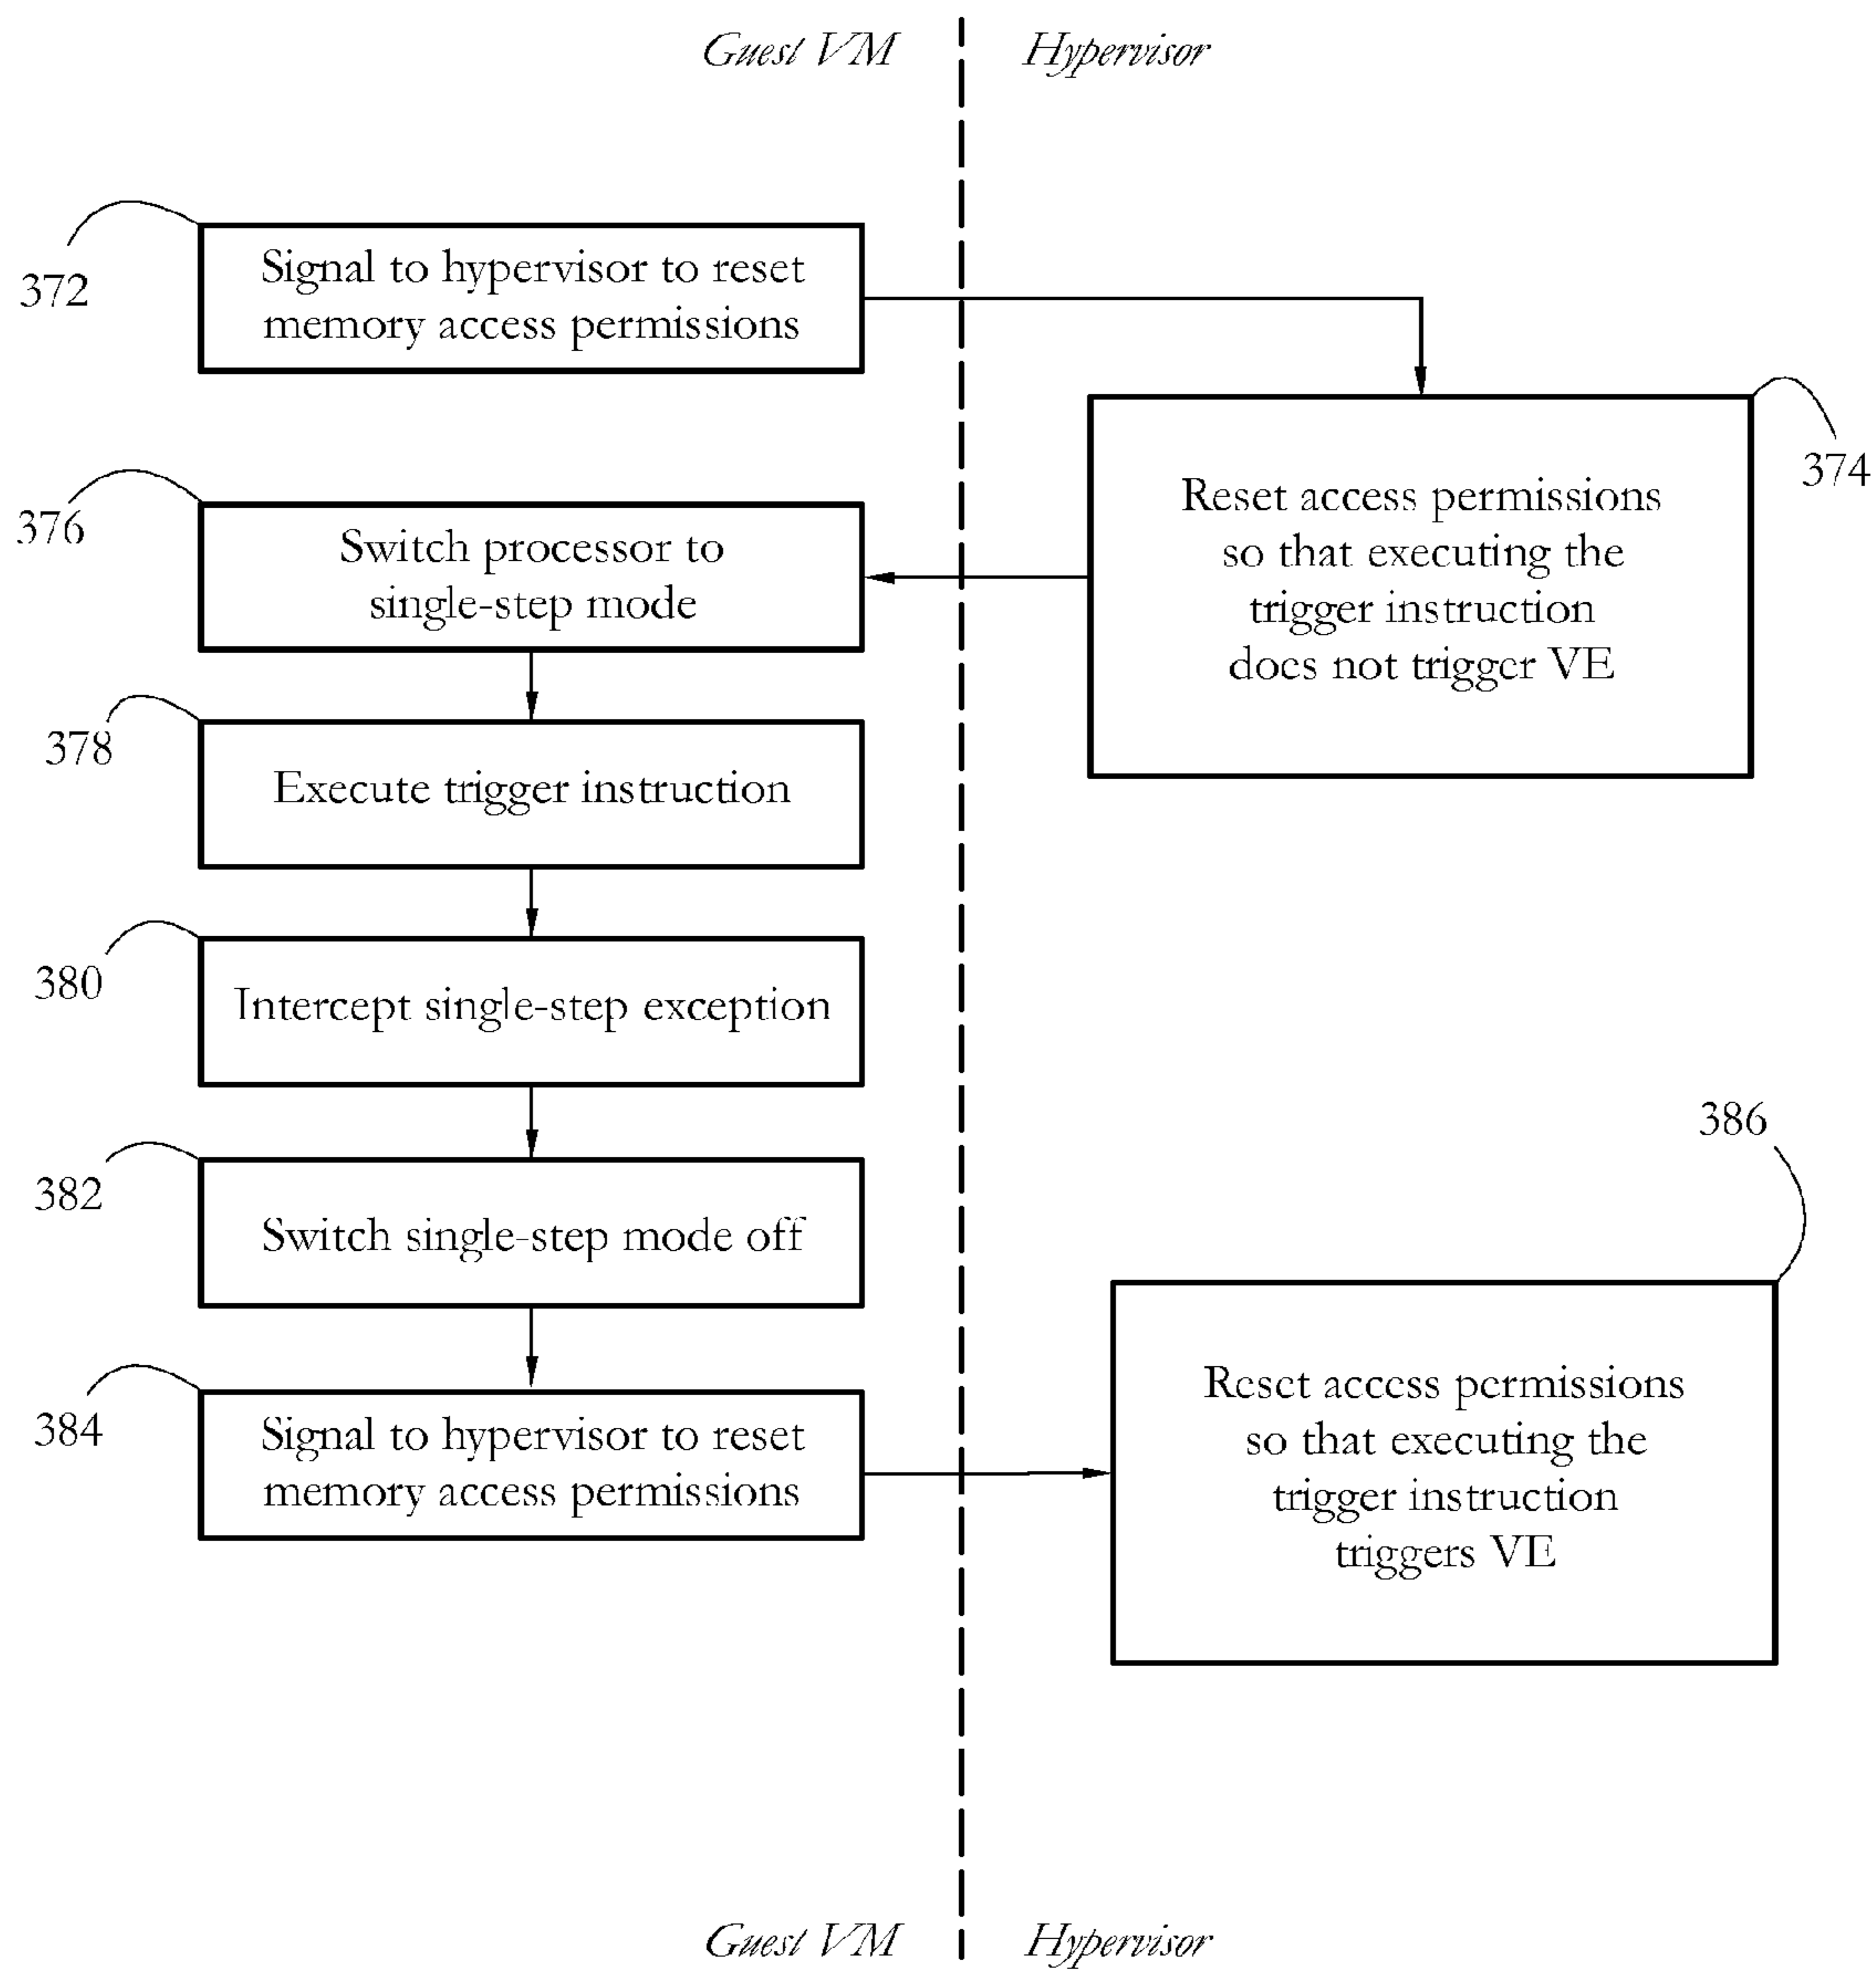 Guest VM
Hypervisor
372
Signal to hypervisor to reset
memory access permissions
374
Reset access permissions
so that executing the
trigger instruction
does not trigger VE
376
Switch processor to
single-step mode
378
Execute trigger instruction
380
Intercept single-step exception
382
Switch single-step mode off
384
Signal to hypervisor to reset
memory access permissions
386
Reset access permissions
so that executing the
trigger instruction
triggers VE
Guest VM
Hypervisor